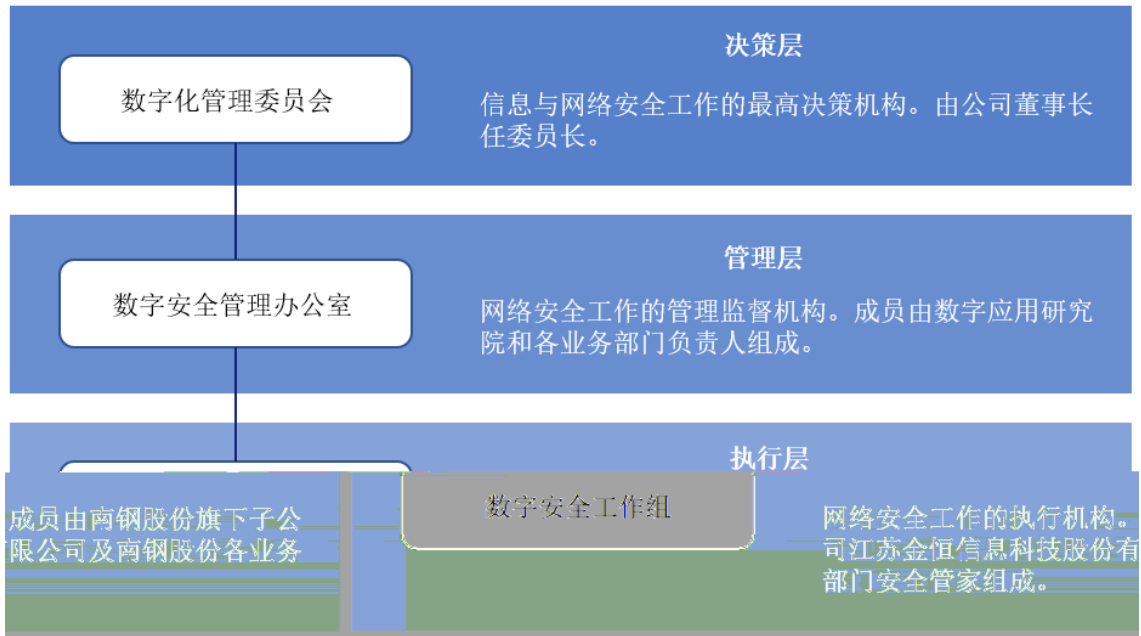 决策层
数字化管理委员会
信息与网络安全工作的最高决策机构。由公司董事长
任委员长。
管理层
数字安全管理办公室
网络安全工作的管理监督机构。成员由数字应用研究
院和各业务部门负责人组成。
执行层
数字安全工作组
网络安全工作的执行机构。成员由南钢股份旗下子公
司江苏金恒信息科技股份有限公司及南钢股份各业务
部门安全管家组成。